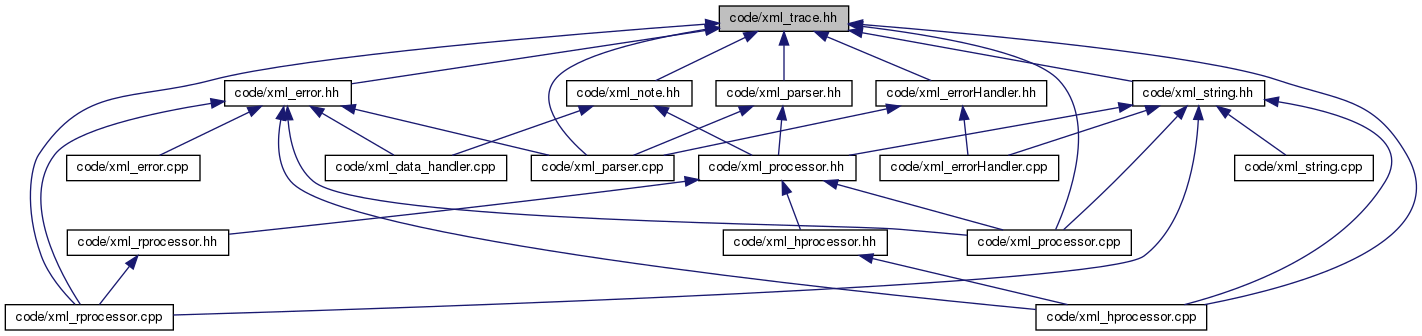 code/xml_trace.hh
code/xml_error.hh
code/xml_note.hh
code/xml_parser.hh
code/xml_errorHandler.hh
code/xml_string.hh
code/xml_error.cpp
code/xml_data_handler.cpp
code/xml_parser.cpp
code/xml_processor.hh
code/xml_errorHandler.cpp
code/xml_string.cpp
code/xml_rprocessor.hh
code/xml_hprocessor.hh
code/xml_processor.cpp
code/xml_rprocessor.cpp
code/xml_hprocessor.cpp